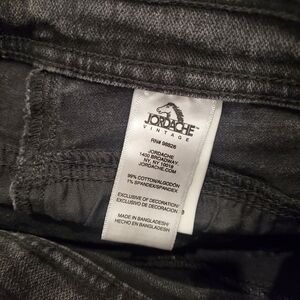 JORDACHE™
VINTAGE
RN# 98826
JORDACHE
1400 BROADWAY,
NY, NY 10018
JORDACHE.COM
99% COTTON/ALGODÓN
1% SPANDEX/SPANDEX
EXCLUSIVE OF DECORATION/
EXCLUSIVO DE DECORACIÓN
MADE IN BANGLADESH/
HECHO EN BANGLADESH